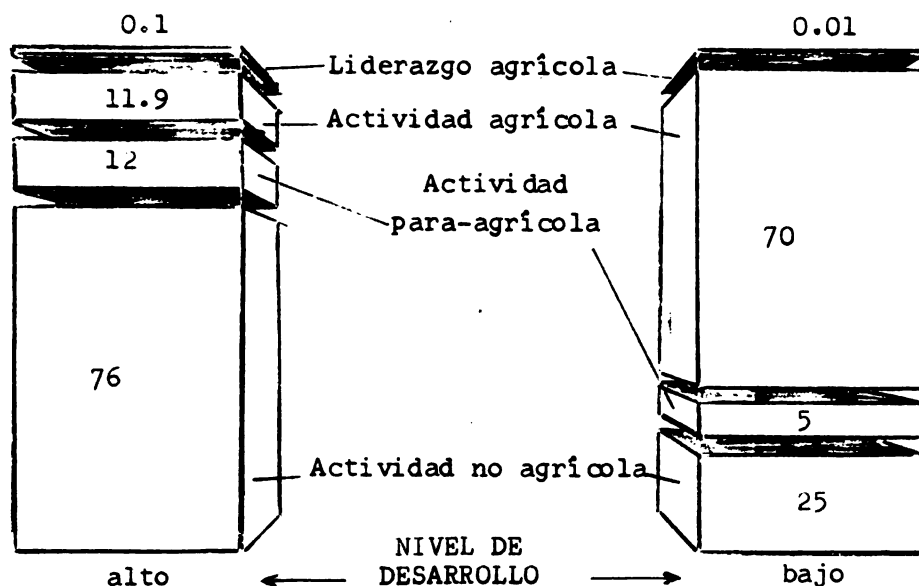 0.1 0.01
Liderazgo agrícola
11.9 Actividad agrícola
12 Actividad
para-agrícola
70
76
5
Actividad no agrícola
25
NIVEL DE
alto DESARROLLO bajo